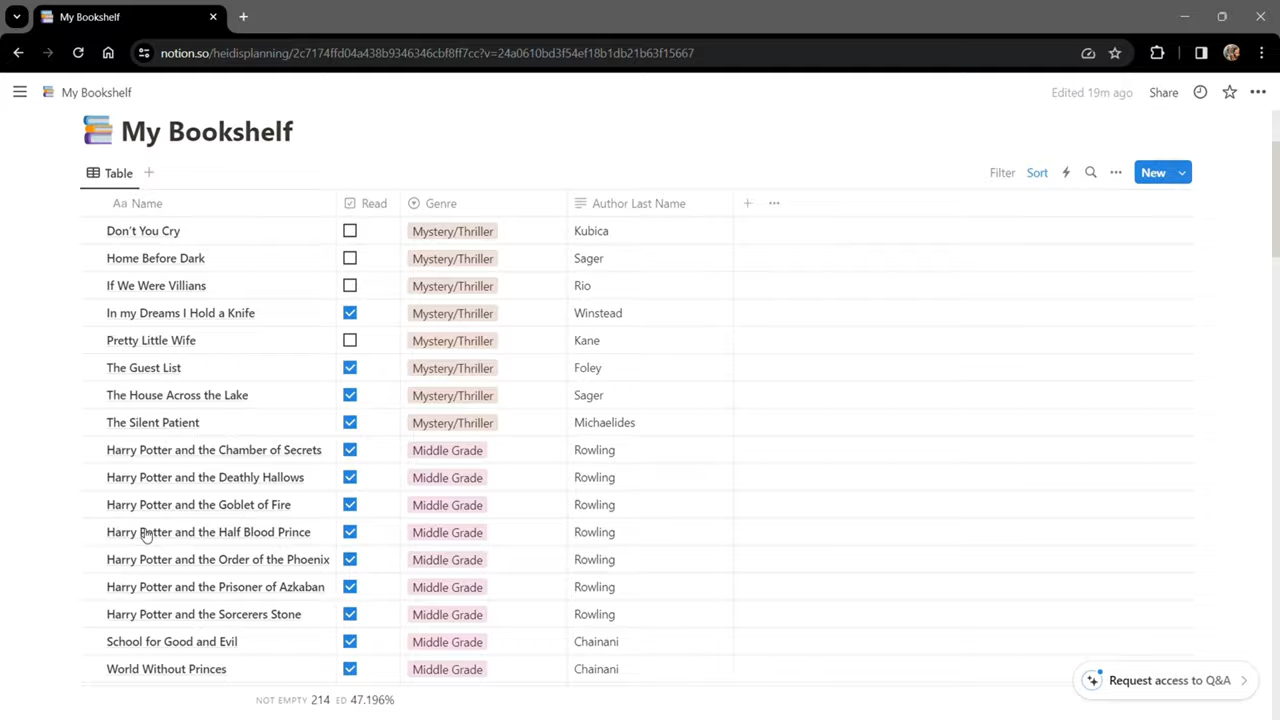 My Bookshelf
notion.so/heidisplanning/2c7174ffd04a438b9346346cbf8ff7cc?v=24a0610bd3f54ef18b1db21b63f15667
My Bookshelf Edited 19m ago Share
My Bookshelf
Table Filter Sort New
Aa Name Read Genre Author Last Name
Don't You Cry Mystery/Thriller Kubica
Home Before Dark Mystery/Thriller Sager
If We Were Villians Mystery/Thriller Rio
In my Dreams I Hold a Knife Mystery/Thriller Winstead
Pretty Little Wife Mystery/Thriller Kane
The Guest List Mystery/Thriller Foley
The House Across the Lake Mystery/Thriller Sager
The Silent Patient Mystery/Thriller Michaelides
Harry Potter and the Chamber of Secrets Middle Grade Rowling
Harry Potter and the Deathly Hallows Middle Grade Rowling
Harry Potter and the Goblet of Fire Middle Grade Rowling
Harry Potter and the Half Blood Prince Middle Grade Rowling
Harry Potter and the Order of the Phoenix Middle Grade Rowling
Harry Potter and the Prisoner of Azkaban Middle Grade Rowling
Harry Potter and the Sorcerers Stone Middle Grade Rowling
School for Good and Evil Middle Grade Chainani
World Without Princes Middle Grade Chainani
Request access to Q&A
NOT EMPTY 214 ED 47.196%